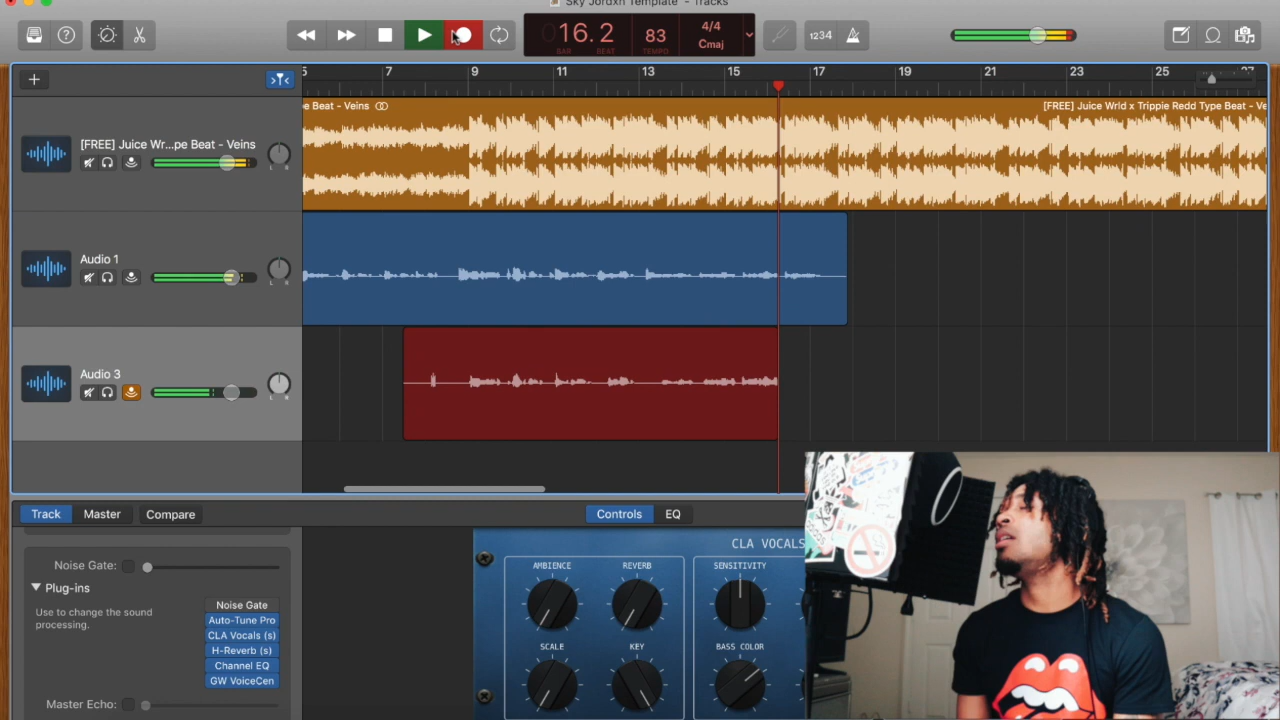 Sky Jordxn Template - Tracks
16.2
BAR BEAT
83
TEMPO
4/4
Cmaj
1234
7 9 11 13 15 17 19 21 23 25 27
e Beat - Veins
[FREE] Juice Wrld x Trippie Redd Type Beat - Ve
[FREE] Juice Wr...pe Beat - Veins
L R
Audio 1
L R
Audio 3
L R
Track Master Compare
Controls EQ
Noise Gate:
Plug-ins
Use to change the sound
processing.
Noise Gate
Auto-Tune Pro
CLA Vocals (s)
H-Reverb (s)
Channel EQ
GW VoiceCen
Master Echo:
CLA VOCALS
AMBIENCE REVERB SENSITIVITY
SCALE KEY BASS COLOR